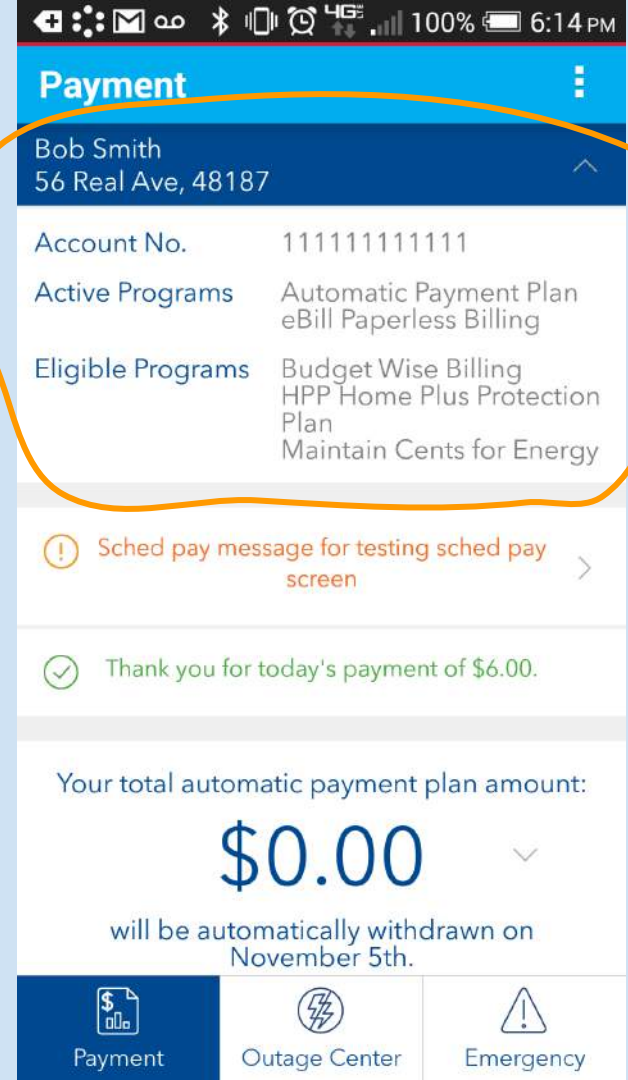 4G LTE 100% 6:14 PM
Payment
Bob Smith
56 Real Ave, 48187
Account No. 111111111111
Active Programs Automatic Payment Plan
eBill Paperless Billing
Eligible Programs Budget Wise Billing
HPP Home Plus Protection
Plan
Maintain Cents for Energy
Sched pay message for testing sched pay
screen
Thank you for today's payment of $6.00.
Your total automatic payment plan amount:
$0.00
will be automatically withdrawn on
November 5th.
Payment Outage Center Emergency